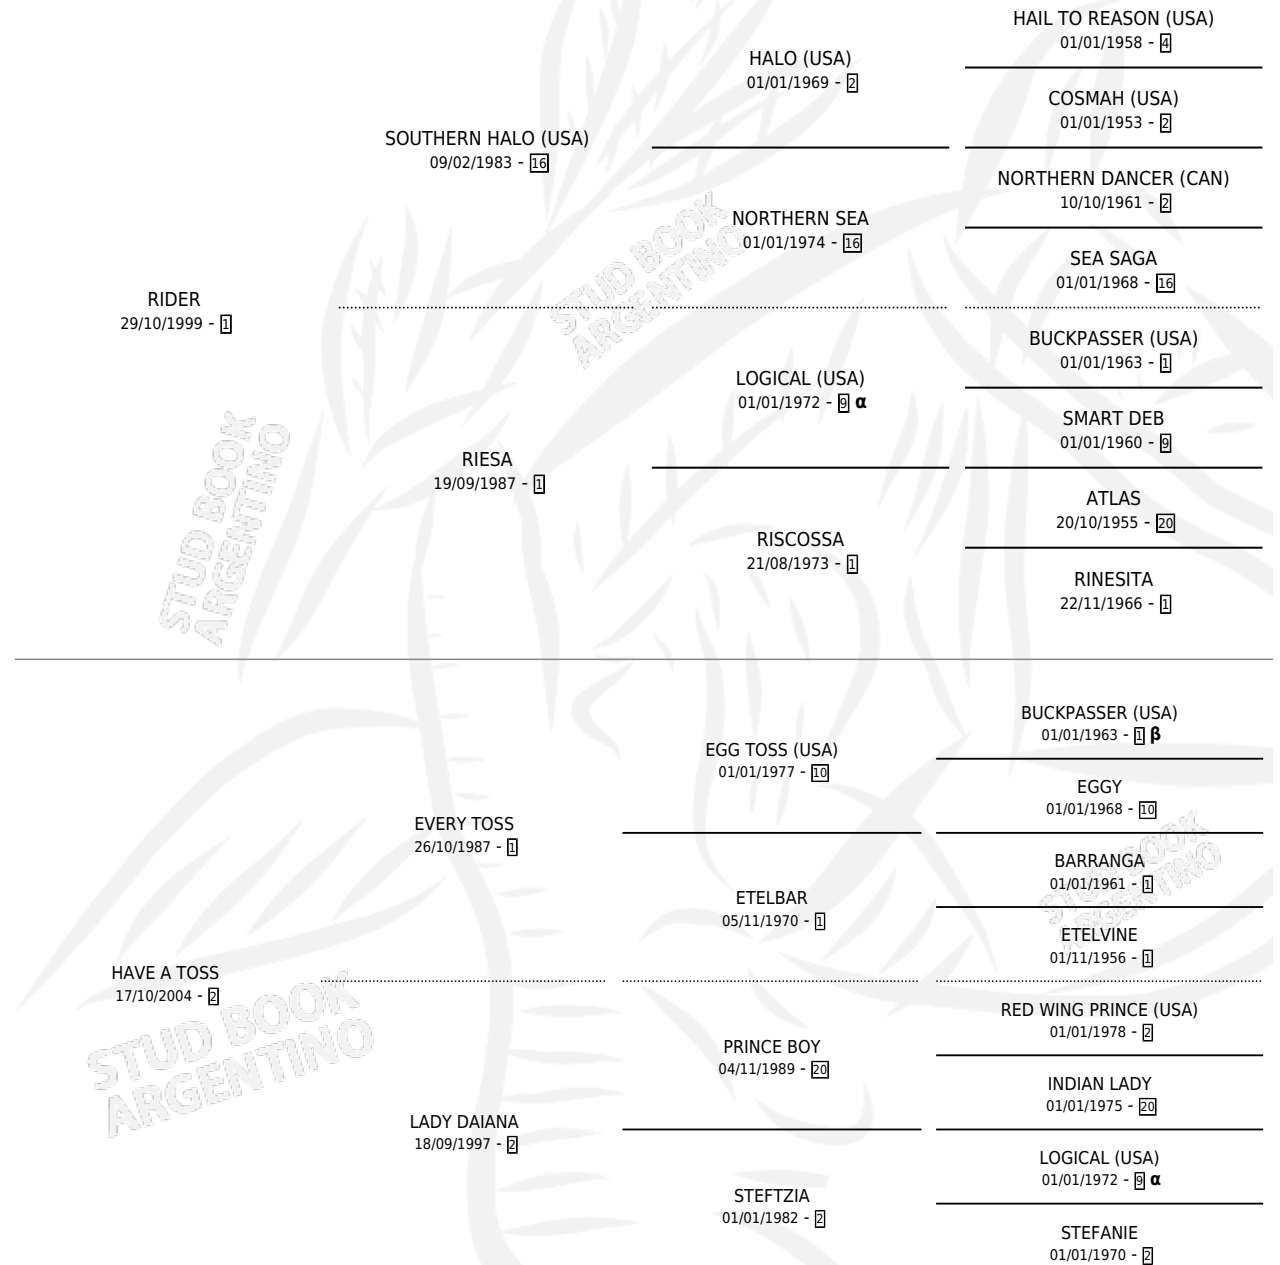 HAIL TO REASON (USA)
01/01/1958 - 4
HALO (USA)
01/01/1969 - 2
COSMAH (USA)
01/01/1953 - 2
SOUTHERN HALO (USA)
09/02/1983 - 16
NORTHERN DANCER (CAN)
10/10/1961 - 2
NORTHERN SEA
01/01/1974 - 16
SEA SAGA
01/01/1968 - 16
STUD BOOK
ARGENTINO
RIDER
29/10/1999 - 1
BUCKPASSER (USA)
01/01/1963 - 1
LOGICAL (USA)
01/01/1972 - 9 α
SMART DEB
01/01/1960 - 9
RIESA
19/09/1987 - 1
ATLAS
20/10/1955 - 20
RISCOSSA
21/08/1973 - 1
RINESITA
22/11/1966 - 1
STUD BOOK
ARGENTINO
BUCKPASSER (USA)
01/01/1963 - 1 β
EGG TOSS (USA)
01/01/1977 - 10
EGGY
01/01/1968 - 10
EVERY TOSS
26/10/1987 - 1
BARRANGA
01/01/1961 - 1
ETELBAR
05/11/1970 - 1
ETELVINE
01/11/1956 - 1
STUD BOOK
ARGENTINO
HAVE A TOSS
17/10/2004 - 2
RED WING PRINCE (USA)
01/01/1978 - 2
PRINCE BOY
04/11/1989 - 20
INDIAN LADY
01/01/1975 - 20
STUD BOOK
ARGENTINO
LADY DAIANA
18/09/1997 - 2
LOGICAL (USA)
01/01/1972 - 9 α
STEFTZIA
01/01/1982 - 2
STEFANIE
01/01/1970 - 2